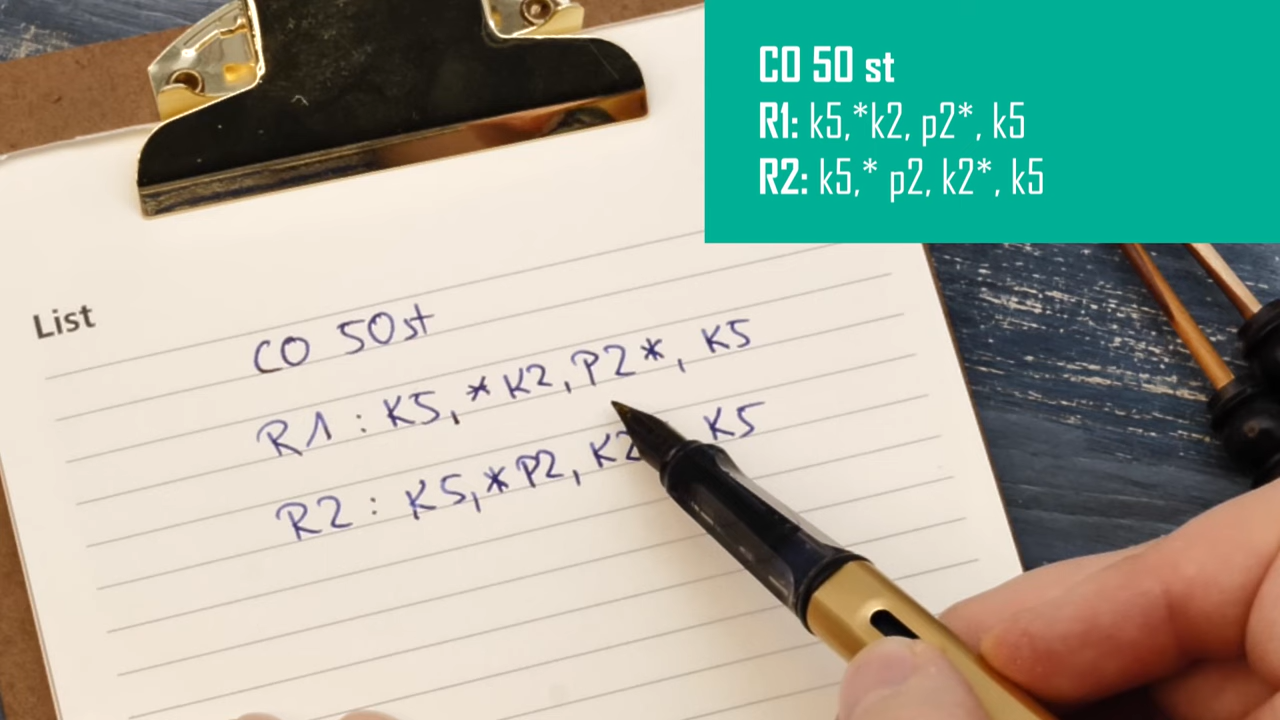 CO 50 st
R1: k5,*k2, p2*, k5
R2: k5,* p2, k2*, k5
List
CO 50st
R1: K5, * K2, P2*, K5
R2: K5, *P2, K2 K5